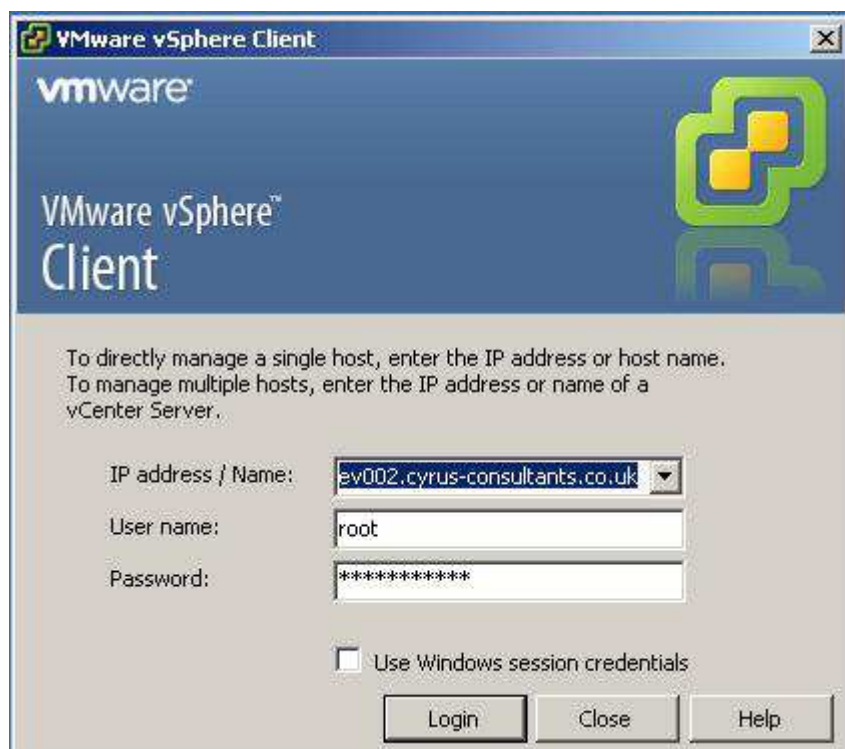 VMware vSphere Client
vmware
VMware vSphere™
Client
To directly manage a single host, enter the IP address or host name.
To manage multiple hosts, enter the IP address or name of a
vCenter Server.
IP address / Name: ev002.cyrus-consultants.co.uk
User name: root
Password: ***********
Use Windows session credentials
Login Close Help